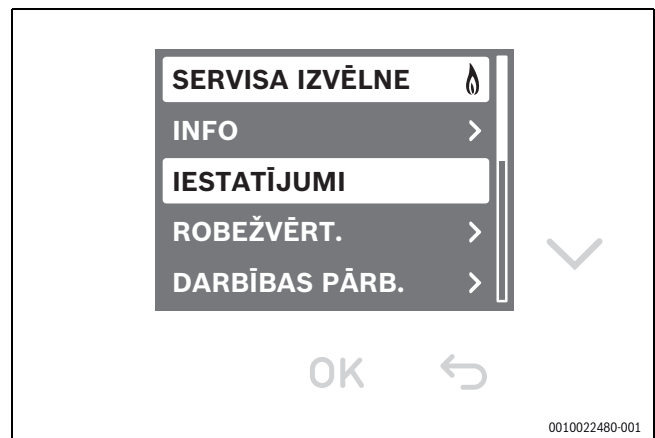 SERVISA IZVĒLNE
INFO
IESTATĪJUMI
ROBEŽVĒRT.
DARBĪBAS PĀRB.
OK
0010022480-001